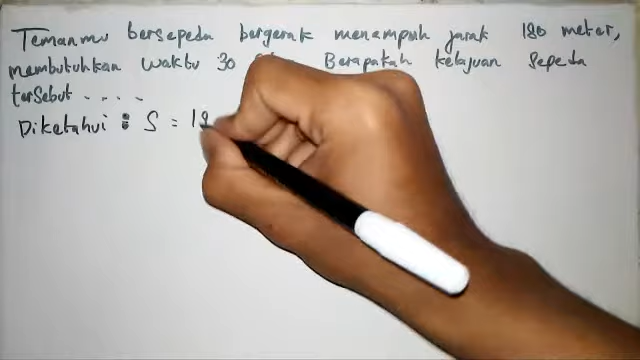 Temanmu bersepeda bergerak menempuh jarak 180 meter,
membutuhkan waktu 30 Berapakah kelajuan sepeda
tersebut . . . .
Diketahui : S = 18